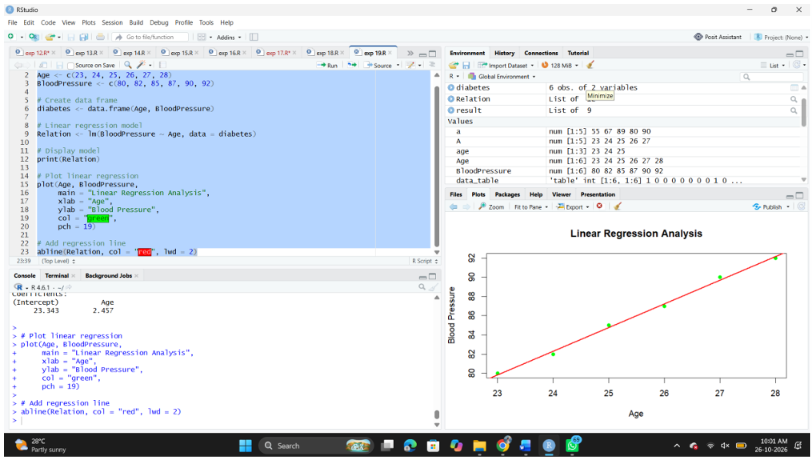 RStudio
File Edit Code View Plots Session Build Debug Profile Tools Help
Go to file/function Addins Posit Assistant Project: (None)
exp 12.R* exp 13.R exp 14.R exp 15.R exp 16.R exp 17.R* exp 18.R exp 19.R
Source on Save Run Source
2 Age <- c(23, 24, 25, 26, 27, 28)
3 BloodPressure <- c(80, 82, 85, 87, 90, 92)
4
5 # Create data frame
6 diabetes <- data.frame(Age, BloodPressure)
7
8 # Linear regression model
9 Relation <- lm(BloodPressure ~ Age, data = diabetes)
10
11 # Display model
12 print(Relation)
13
14 # Plot linear regression
15 plot(Age, BloodPressure,
16 main = "Linear Regression Analysis",
17 xlab = "Age",
18 ylab = "Blood Pressure",
19 col = "green",
20 pch = 19)
21
22 # Add regression line
23 abline(Relation, col = "red", lwd = 2)
23:39 (Top Level) R Script
Console Terminal Background Jobs
R - R 4.6.1 · ~/
Coefficients:
(Intercept) Age
23.343 2.457
>
> # Plot linear regression
> plot(Age, BloodPressure,
+ main = "Linear Regression Analysis",
+ xlab = "Age",
+ ylab = "Blood Pressure",
+ col = "green",
+ pch = 19)
>
> # Add regression line
> abline(Relation, col = "red", lwd = 2)
>
Environment History Connections Tutorial
Import Dataset 128 MiB List
R Global Environment
diabetes 6 obs. of 2 variables
Relation List of
Minimize
result List of 9
Values
a num [1:5] 55 67 89 80 90
A num [1:5] 23 24 25 26 27
age num [1:3] 23 24 25
Age num [1:6] 23 24 25 26 27 28
BloodPressure num [1:6] 80 82 85 87 90 92
data_table 'table' int [1:6, 1:6] 1 0 0 0 0 0 0 1 0 ...
Files Plots Packages Help Viewer Presentation
Zoom Fit to Pane Export Publish
Linear Regression Analysis
Blood Pressure
92
90
88
86
84
82
80
23 24 25 26 27 28
Age
28°C
Partly sunny
Search
10:01 AM
26-10-2026